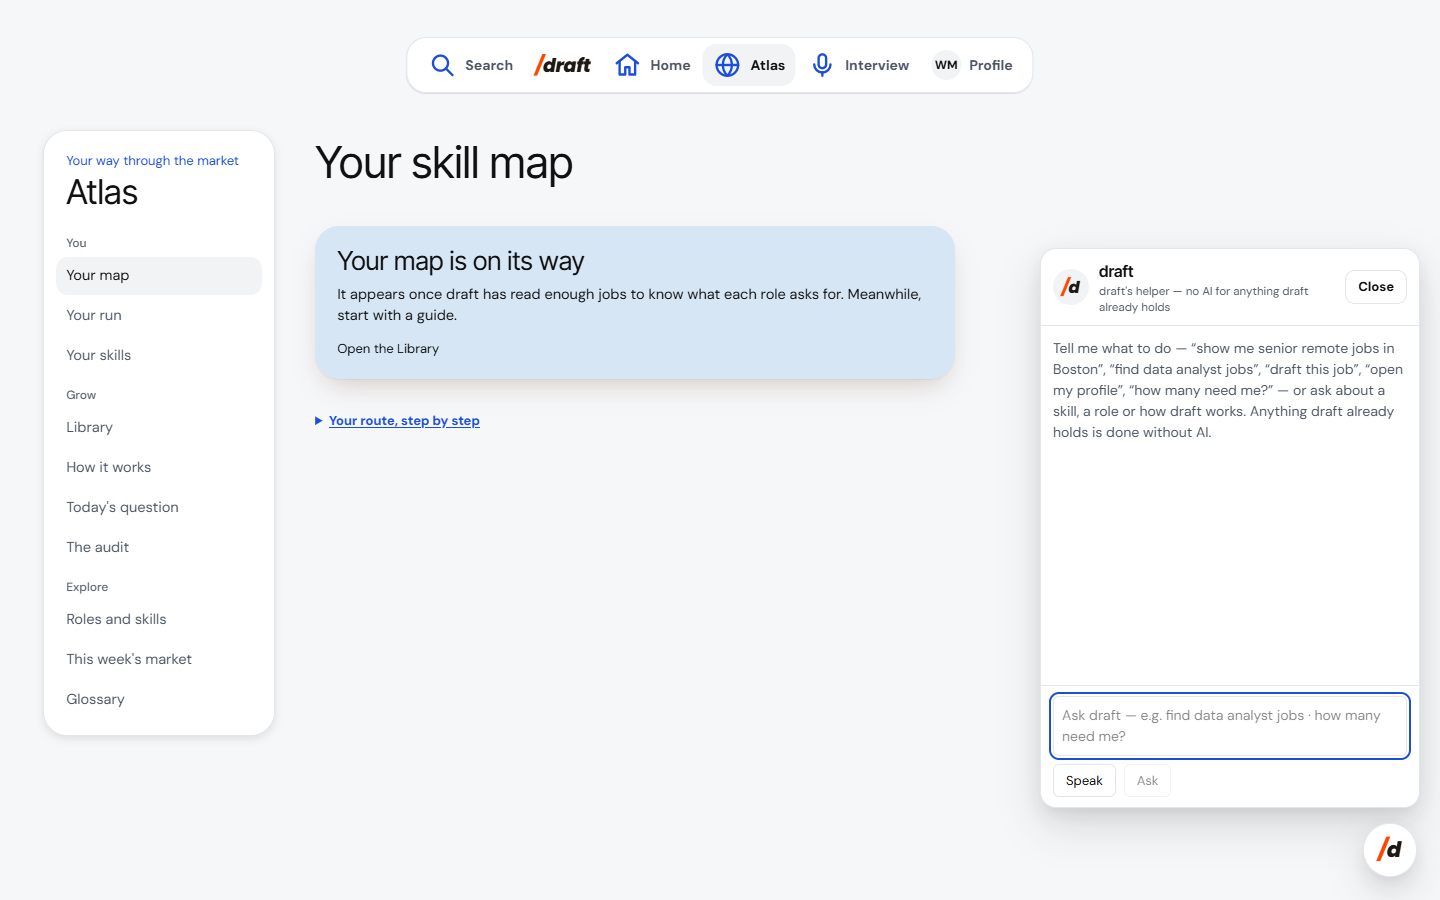 Search
/draft
Home
Atlas
Interview
WM
Profile
Your way through the market
Atlas
You
Your map
Your run
Your skills
Grow
Library
How it works
Today's question
The audit
Explore
Roles and skills
This week's market
Glossary
Your skill map
Your map is on its way
It appears once draft has read enough jobs to know what each role asks for. Meanwhile,
start with a guide.
Open the Library
Your route, step by step
/d
draft
draft's helper — no AI for anything draft
already holds
Close
Tell me what to do — “show me senior remote jobs in
Boston”, “find data analyst jobs”, “draft this job”, “open
my profile”, “how many need me?” — or ask about a
skill, a role or how draft works. Anything draft already
holds is done without AI.
Ask draft — e.g. find data analyst jobs · how many
need me?
Speak
Ask
/d